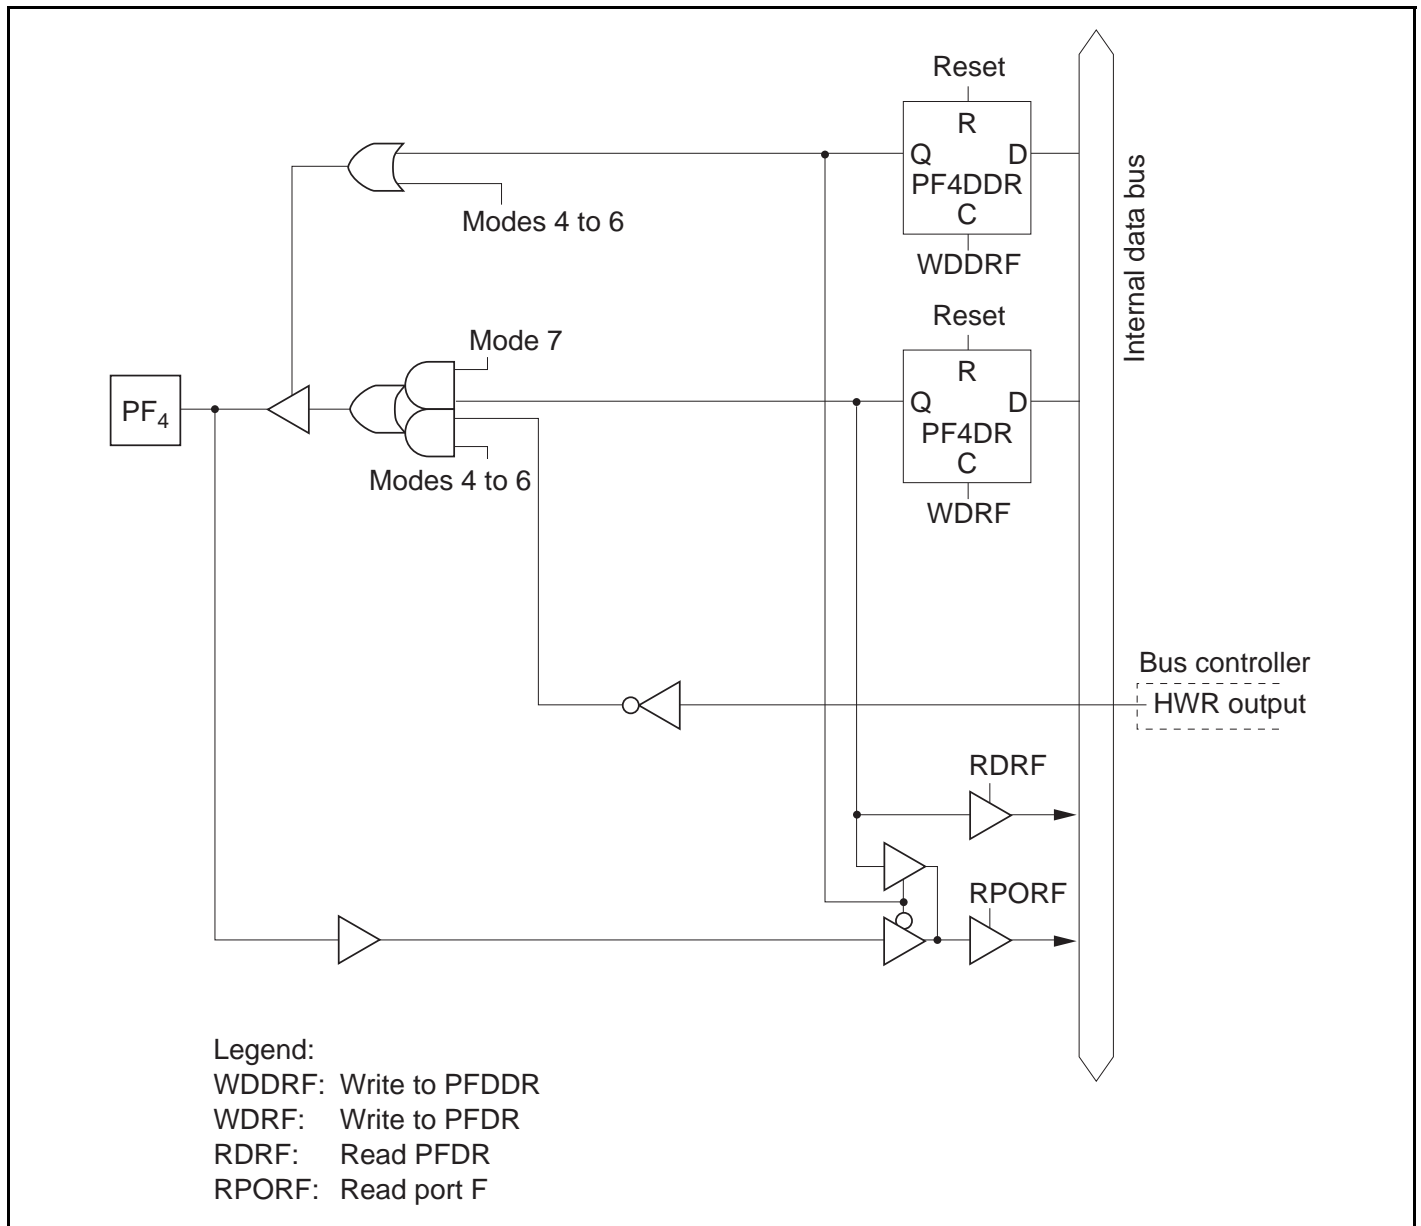 Reset
R
Q D
PF4DDR
C
WDDRF
Modes 4 to 6
Internal data bus
Reset
R
Q D
PF4DR
C
WDRF
Mode 7
PF4
Modes 4 to 6
Bus controller
HWR output
RDRF
RPORF
Legend:
WDDRF: Write to PFDDR
WDRF: Write to PFDR
RDRF: Read PFDR
RPORF: Read port F